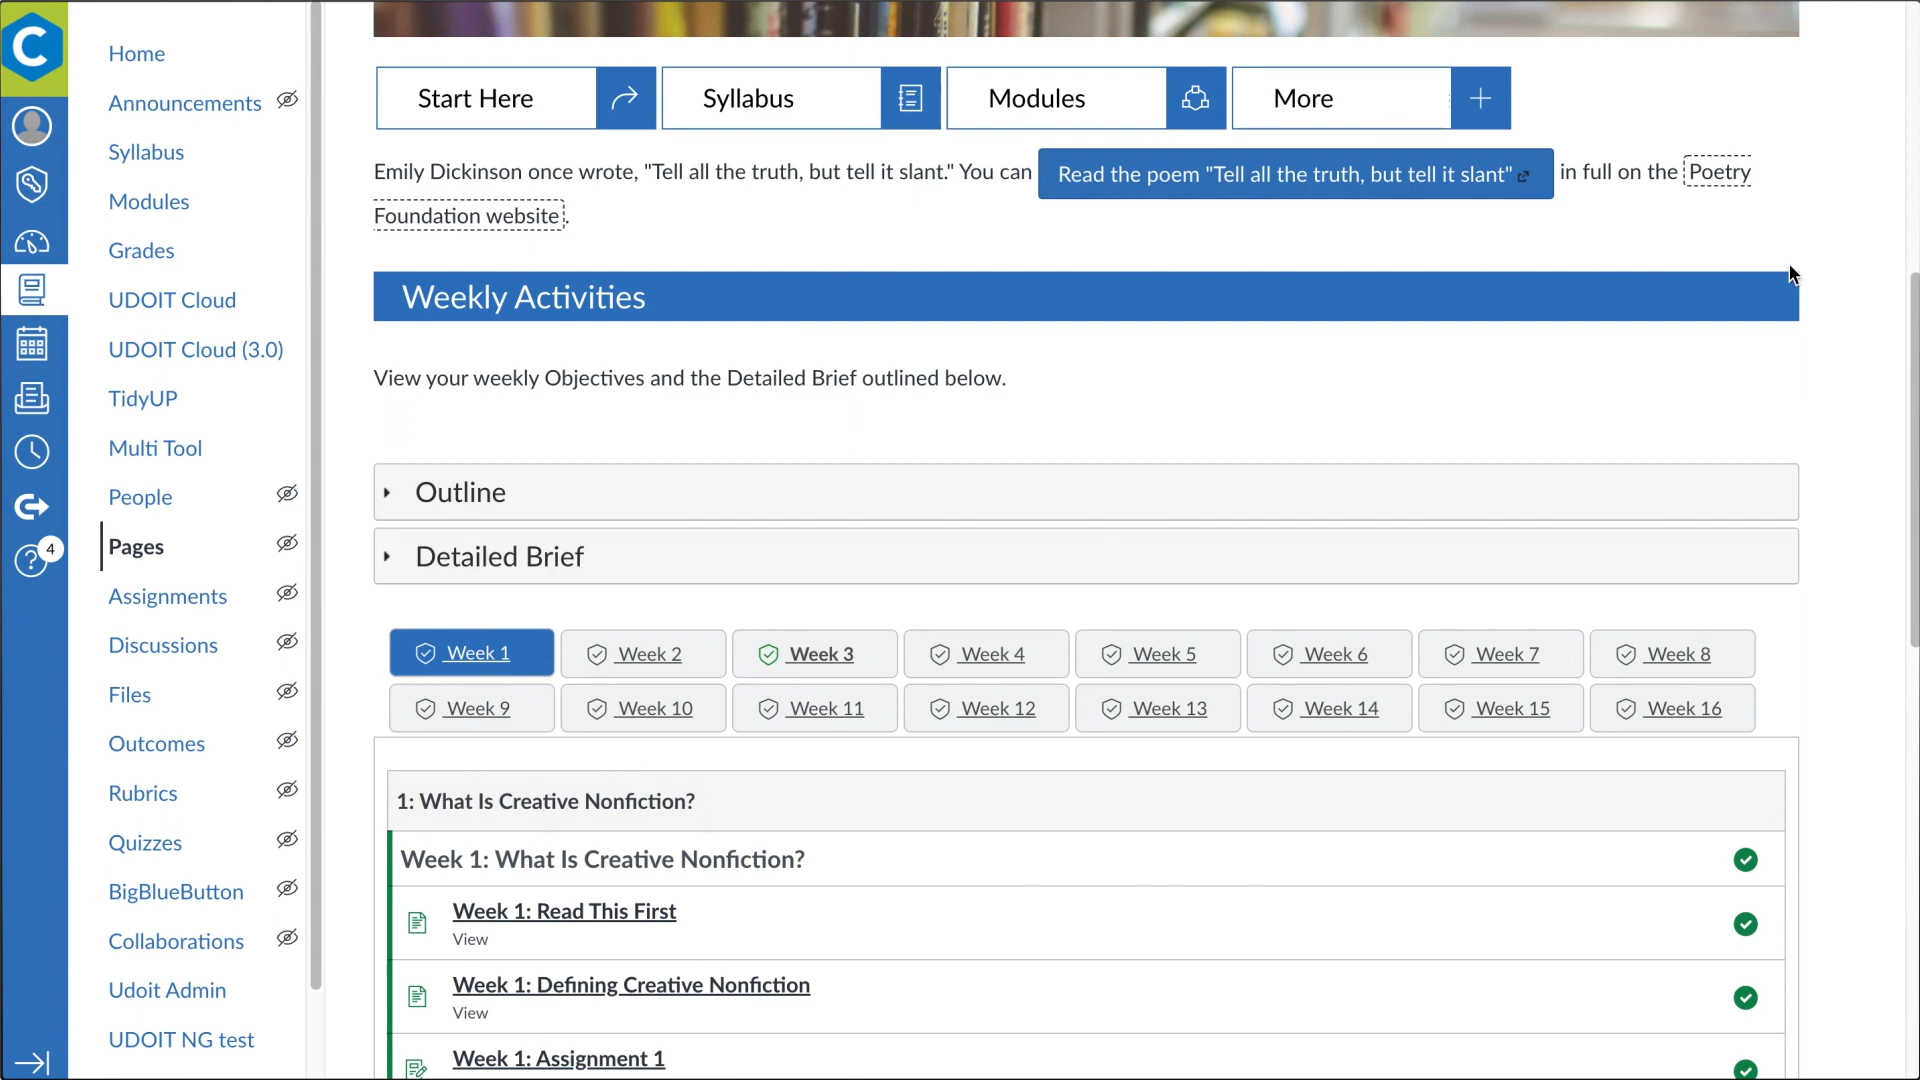 Home
Announcements
Syllabus
Modules
Grades
UDOIT Cloud
UDOIT Cloud (3.0)
TidyUP
Multi Tool
People
Pages
Assignments
Discussions
Files
Outcomes
Rubrics
Quizzes
BigBlueButton
Collaborations
Udoit Admin
UDOIT NG test
4
Start Here
Syllabus
Modules
More
Emily Dickinson once wrote, "Tell all the truth, but tell it slant." You can Read the poem "Tell all the truth, but tell it slant" in full on the Poetry
Foundation website.
Weekly Activities
View your weekly Objectives and the Detailed Brief outlined below.
Outline
Detailed Brief
Week 1 Week 2 Week 3 Week 4 Week 5 Week 6 Week 7 Week 8
Week 9 Week 10 Week 11 Week 12 Week 13 Week 14 Week 15 Week 16
1: What Is Creative Nonfiction?
Week 1: What Is Creative Nonfiction?
Week 1: Read This First
View
Week 1: Defining Creative Nonfiction
View
Week 1: Assignment 1